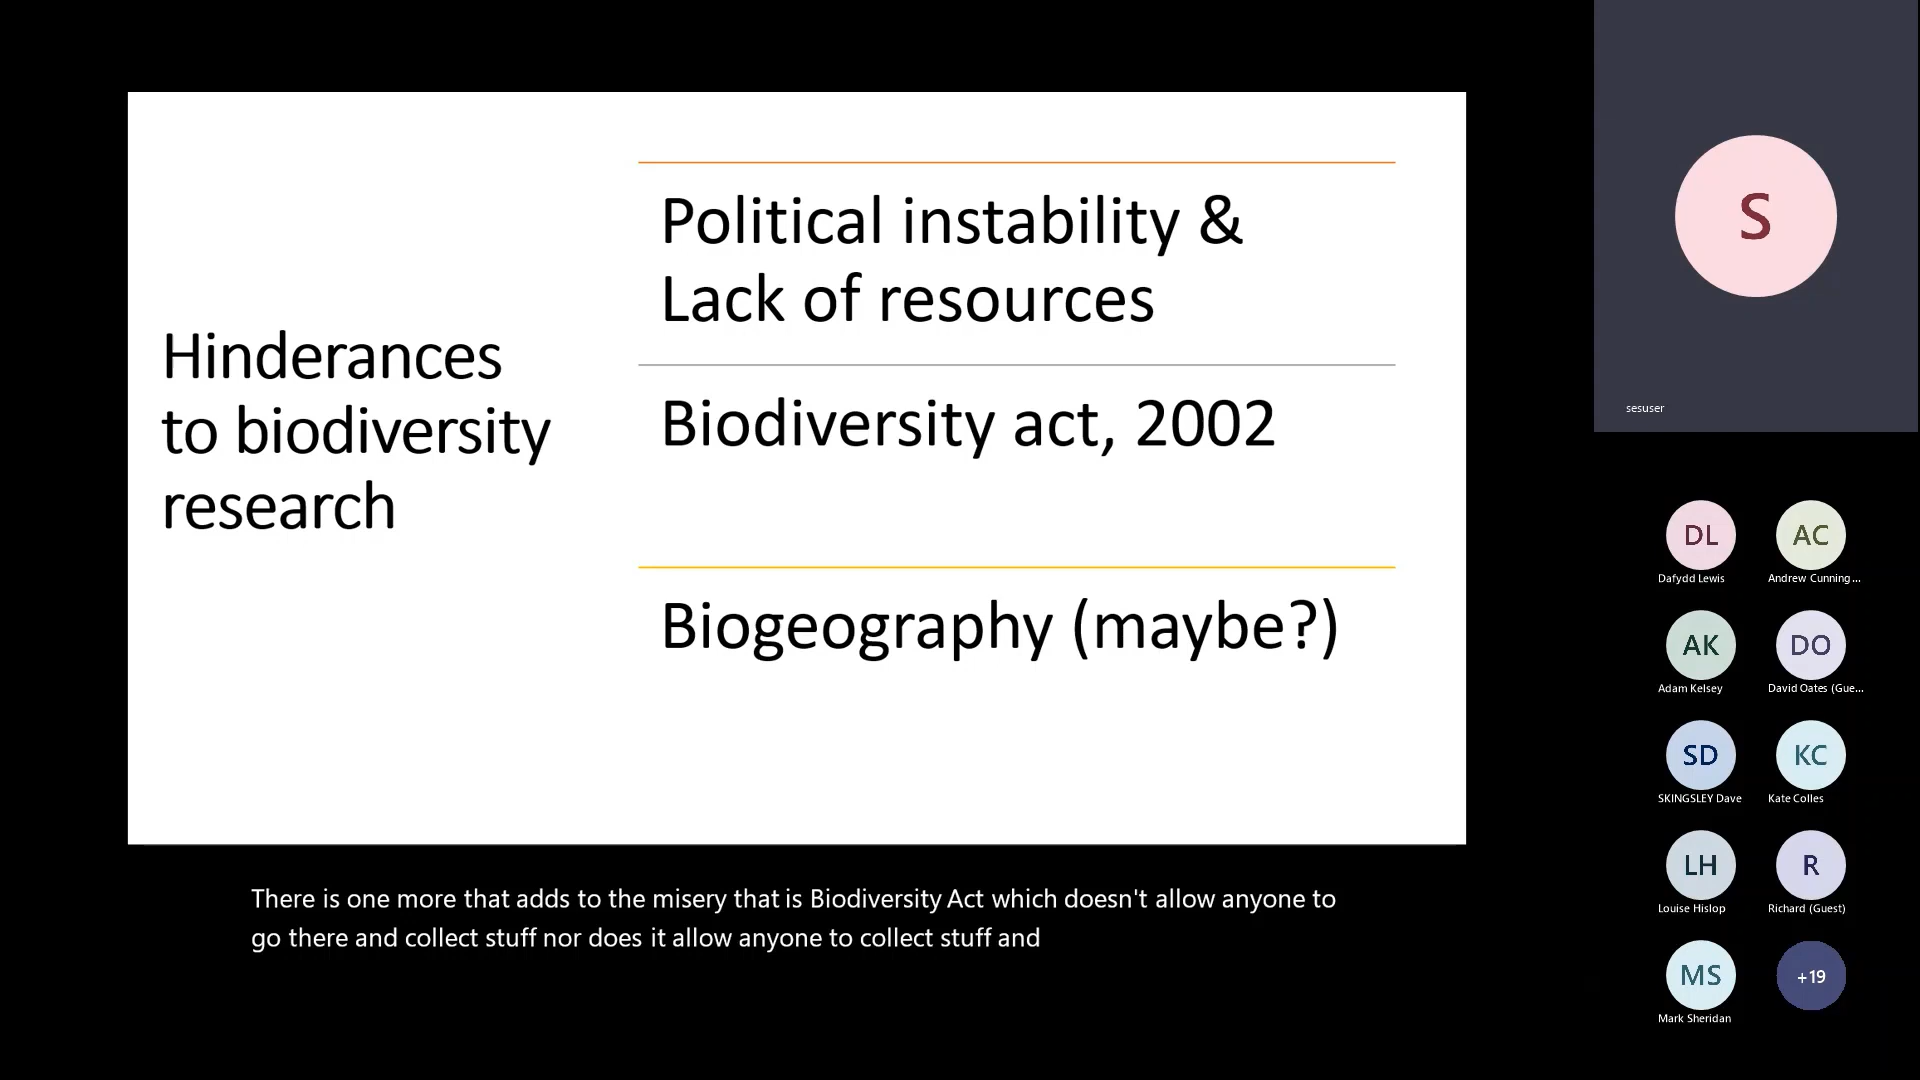 Hinderances
to biodiversity
research
Political instability &
Lack of resources
Biodiversity act, 2002
Biogeography (maybe?)
There is one more that adds to the misery that is Biodiversity Act which doesn't allow anyone to
go there and collect stuff nor does it allow anyone to collect stuff and
S
sesuser
DL
AC
Dafydd Lewis
Andrew Cunning...
AK
DO
Adam Kelsey
David Oates (Gue...
SD
KC
SKINGSLEY Dave
Kate Colles
LH
R
Louise Hislop
Richard (Guest)
MS
+19
Mark Sheridan